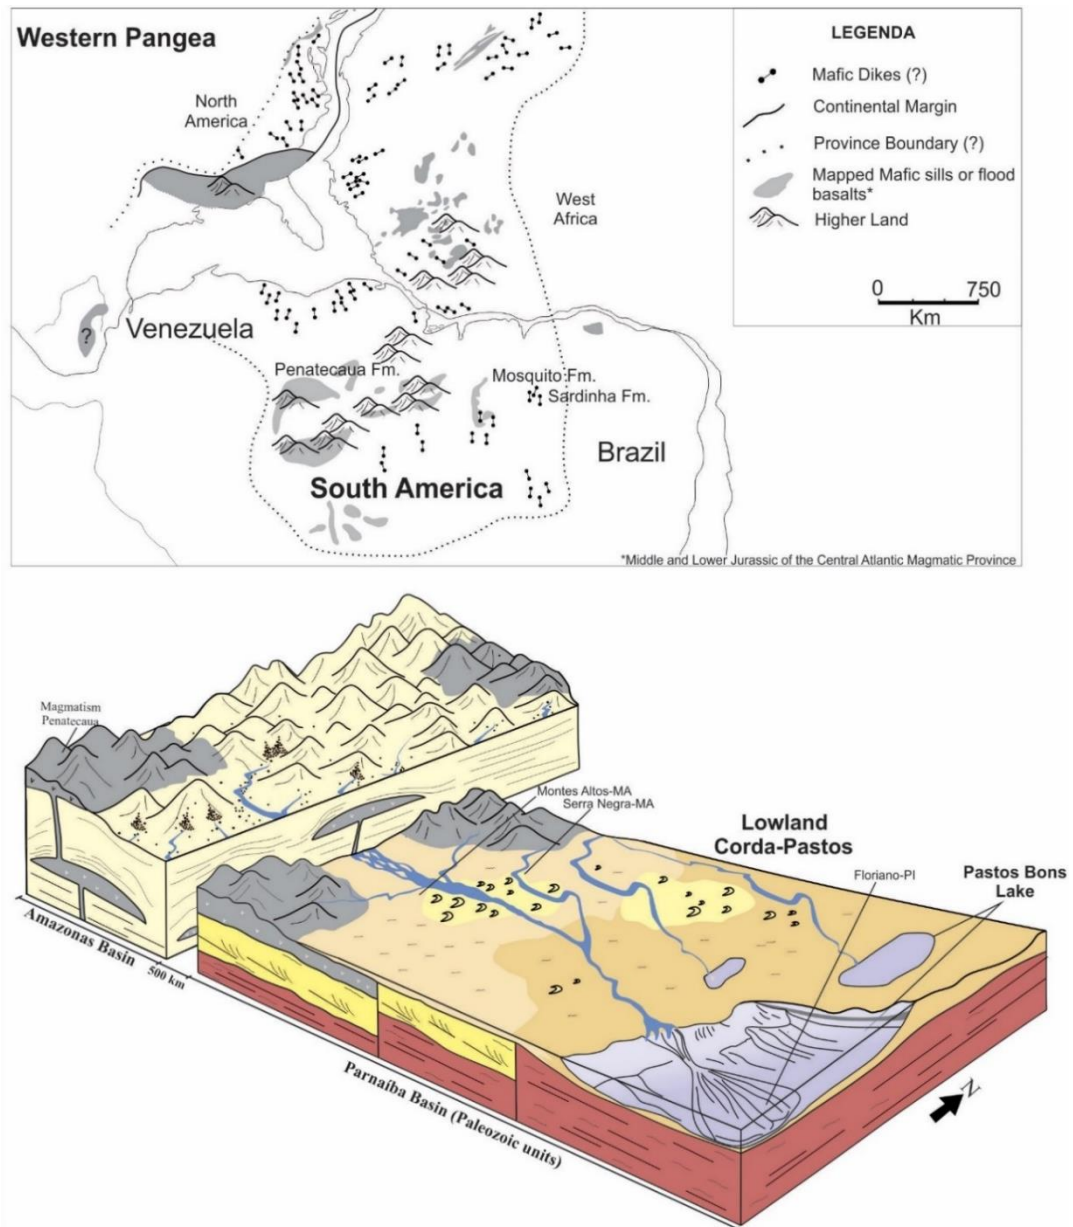 Western Pangea
North
America
West
Africa
Venezuela
?
Penatecaua Fm.
Mosquito Fm.
Sardinha Fm.
Brazil
South America
LEGENDA
Mafic Dikes (?)
Continental Margin
Province Boundary (?)
Mapped Mafic sills or flood
basalts*
Higher Land
0 750
Km
*Middle and Lower Jurassic of the Central Atlantic Magmatic Province
Magmatism
Penatecaua
Montes Altos-MA
Serra Negra-MA
Lowland
Corda-Pastos
Floriano-PI
Pastos Bons
Lake
Amazonas Basin
500 km
Parnaíba Basin (Paleozoic units)
N